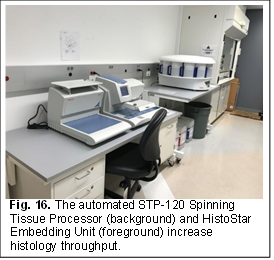 Fig. 16. The automated STP-120 Spinning
Tissue Processor (background) and HistoStar
Embedding Unit (foreground) increase
histology throughput.